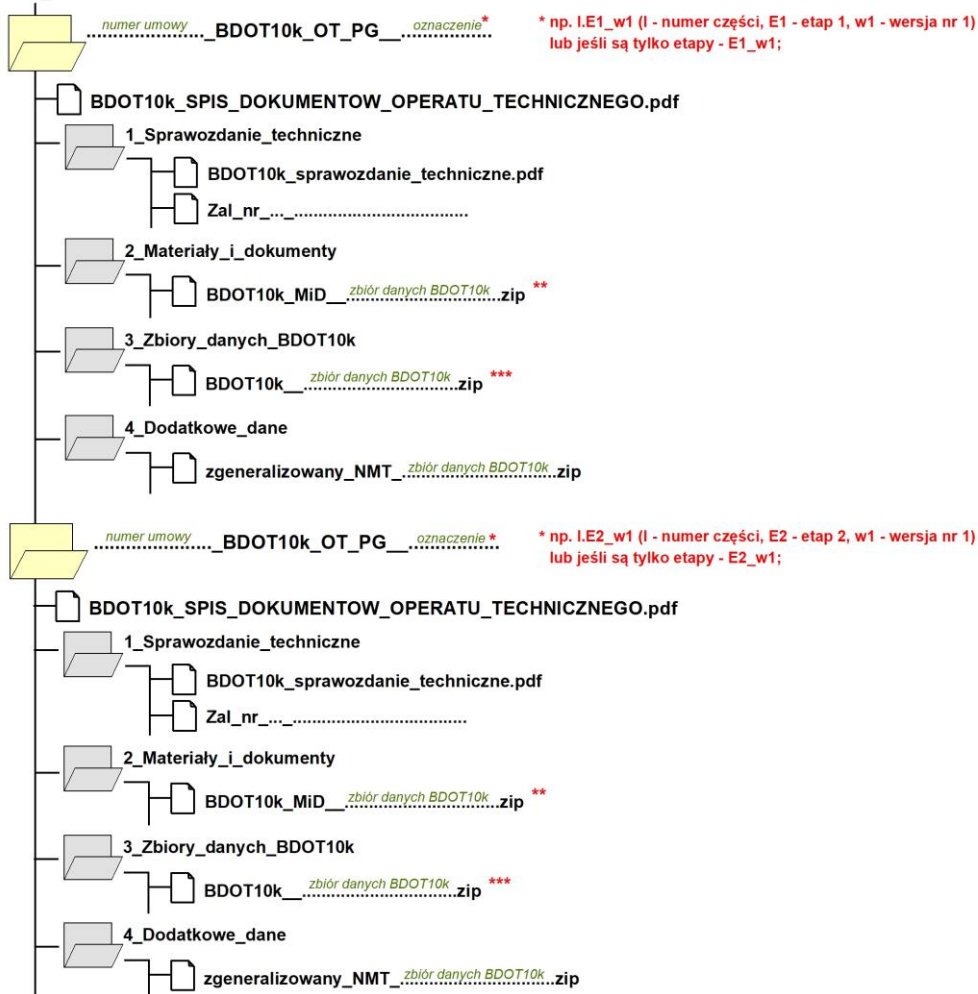 numer umowy _BDOT10k_OT_PG__ oznaczenie* * np. I.E1_w1 (I - numer części, E1 - etap 1, w1 - wersja nr 1)
lub jeśli są tylko etapy - E1_w1;
BDOT10k_SPIS_DOKUMENTOW_OPERATU_TECHNICZNEGO.pdf
1_Sprawozdanie_techniczne
BDOT10k_sprawozdanie_techniczne.pdf
Zal_nr_..._....................................
2_Materiały_i_dokumenty
BDOT10k_MiD__zbiór danych BDOT10k.zip **
3_Zbiory_danych_BDOT10k
BDOT10k__zbiór danych BDOT10k.zip ***
4_Dodatkowe_dane
zgeneralizowany_NMT_zbiór danych BDOT10k.zip
numer umowy _BDOT10k_OT_PG__ oznaczenie * * np. I.E2_w1 (I - numer części, E2 - etap 2, w1 - wersja nr 1)
lub jeśli są tylko etapy - E2_w1;
BDOT10k_SPIS_DOKUMENTOW_OPERATU_TECHNICZNEGO.pdf
1_Sprawozdanie_techniczne
BDOT10k_sprawozdanie_techniczne.pdf
Zal_nr_..._....................................
2_Materiały_i_dokumenty
BDOT10k_MiD__zbiór danych BDOT10k.zip **
3_Zbiory_danych_BDOT10k
BDOT10k__zbiór danych BDOT10k.zip ***
4_Dodatkowe_dane
zgeneralizowany_NMT_zbiór danych BDOT10k.zip